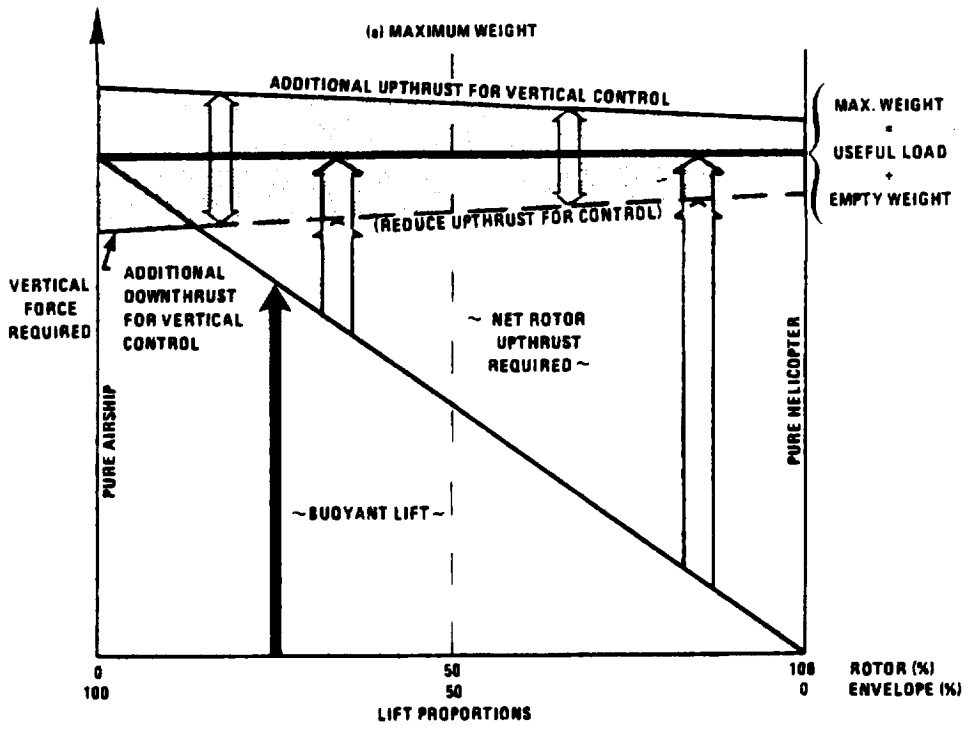 (a) MAXIMUM WEIGHT
ADDITIONAL UPTHRUST FOR VERTICAL CONTROL
MAX. WEIGHT
=
USEFUL LOAD
+
EMPTY WEIGHT
(REDUCE UPTHRUST FOR CONTROL)
VERTICAL
FORCE
REQUIRED
ADDITIONAL
DOWNTHRUST
FOR VERTICAL
CONTROL
~ NET ROTOR
UPTHRUST
REQUIRED ~
PURE AIRSHIP
PURE HELICOPTER
~BUOYANT LIFT~
0 50 100 ROTOR (%)
100 50 0 ENVELOPE (%)
LIFT PROPORTIONS